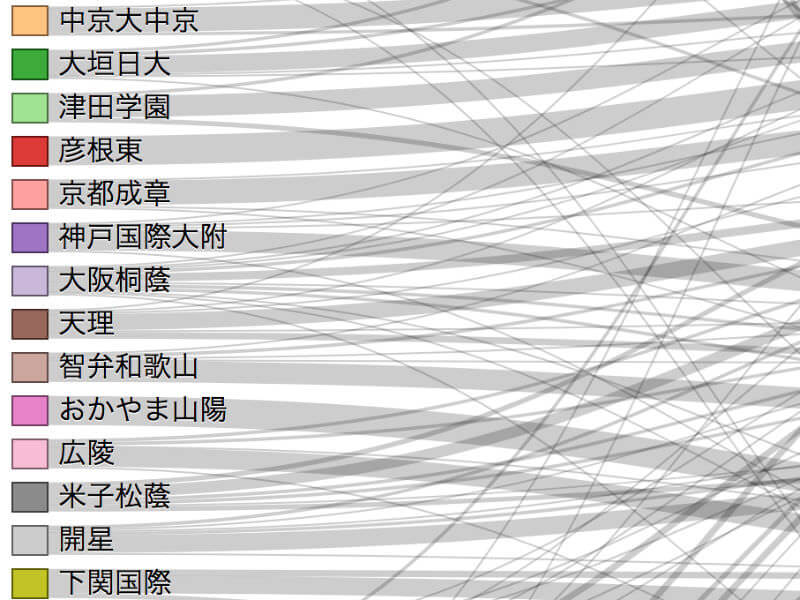 中京大中京
大垣日大
津田学園
彦根東
京都成章
神戸国際大附
大阪桐蔭
天理
智弁和歌山
おかやま山陽
広陵
米子松蔭
開星
下関国際